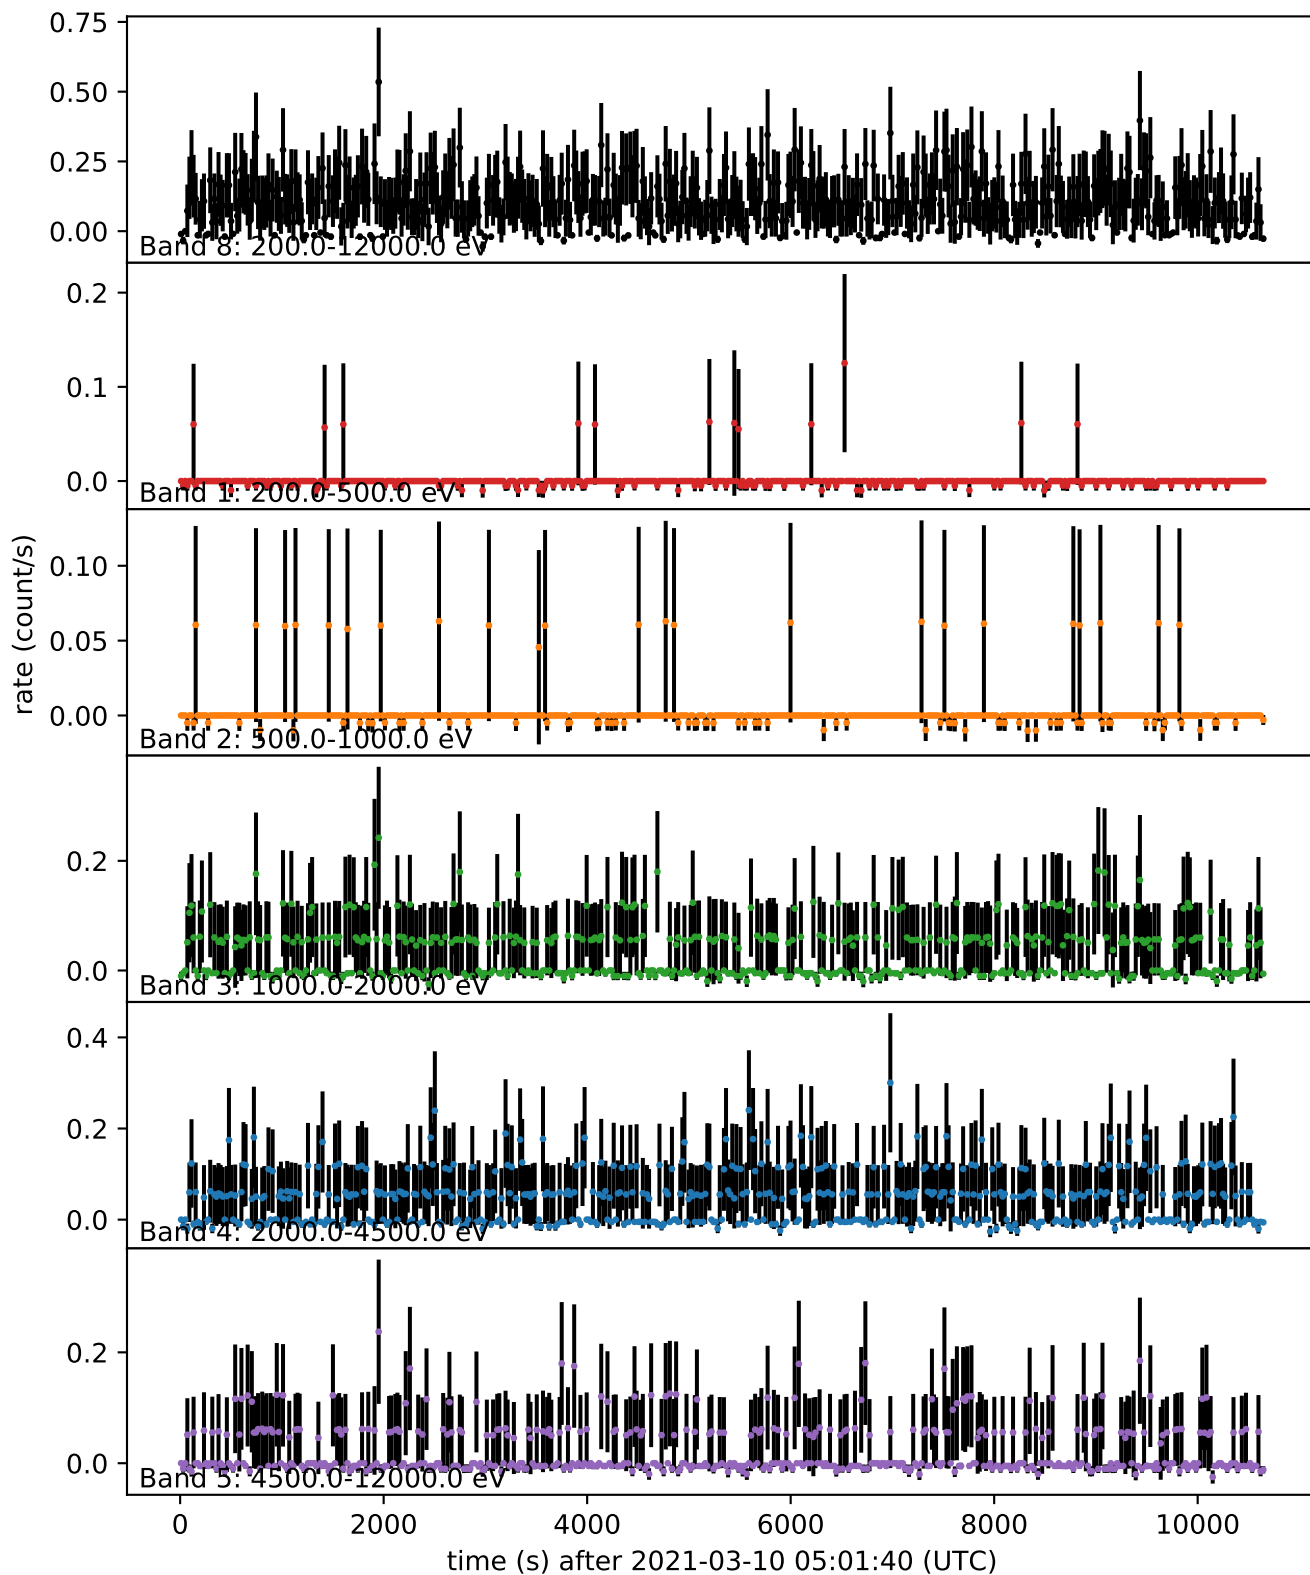 0.75
0.50
0.25
0.00
Band 8: 200.0-12000.0 eV
0.2
0.1
0.0
Band 1: 200.0-500.0 eV
0.10
0.05
0.00
Band 2: 500.0-1000.0 eV
rate (count/s)
0.2
0.0
Band 3: 1000.0-2000.0 eV
0.4
0.2
0.0
Band 4: 2000.0-4500.0 eV
0.2
0.0
Band 5: 4500.0-12000.0 eV
0 2000 4000 6000 8000 10000
time (s) after 2021-03-10 05:01:40 (UTC)